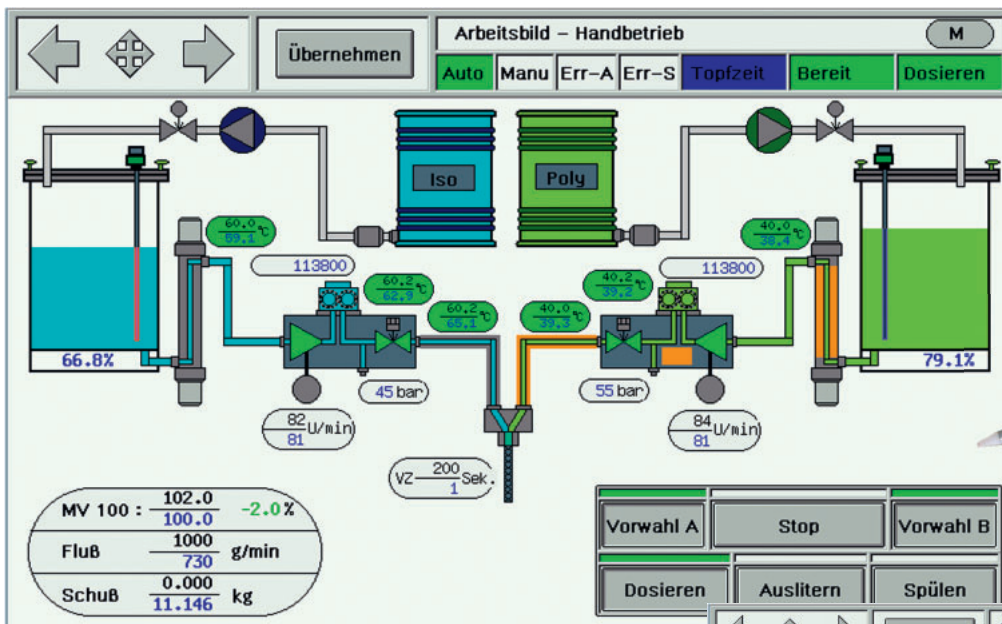 Übernehmen
Arbeitsbild – Handbetrieb
M
Auto Manu Err–A Err–S Topfzeit Bereit Dosieren
Iso
Poly
60.0 °C
59.1
40.0 °C
38.4
113800
113800
60.2 °C
62.9
40.2 °C
39.2
60.2 °C
65.1
40.0 °C
39.3
66.8%
79.1%
45 bar
55 bar
82 U/min)
81
84 U/min)
81
VZ 200 Sek.
1
MV 100 : 102.0 -2.0%
100.0
Fluß 1000 g/min
730
Schuß 0.000 kg
11.146
Vorwahl A Stop Vorwahl B
Dosieren Auslitern Spülen